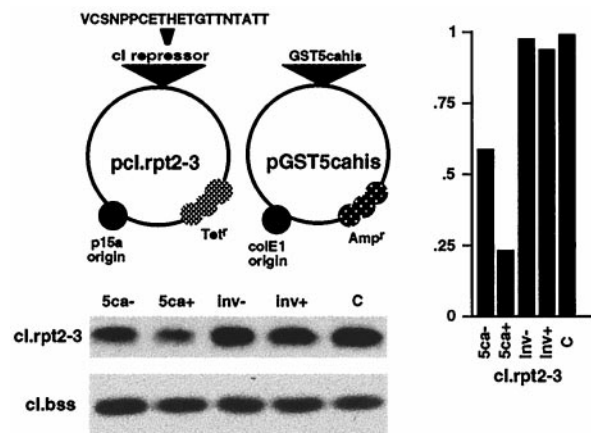 VCSNPPCETHETGTTNTATT
cI repressor
GST5cahis
pcI.rpt2-3
pGST5cahis
p15a
origin
Tetr
colE1
origin
Ampr
5ca-
5ca+
inv-
inv+
C
cI.rpt2-3
cI.bss
1
.75
.5
.25
0
5ca-
5ca+
Inv-
Inv+
C
cI.rpt2-3